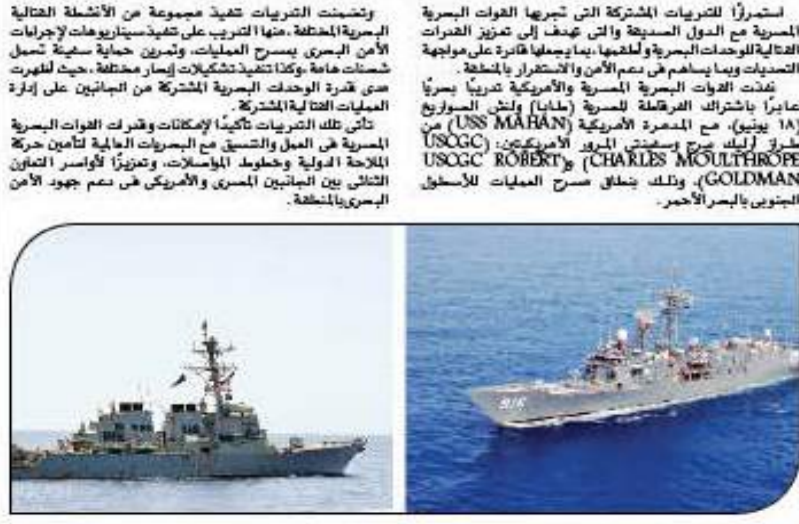 استمرارًا للتدريبات المشتركة التى تجريها القوات البحرية
المصرية مع الدول الصديقة والتى تهدف إلى تعزيز القدرات
القتالية للوحدات البحرية وأطقمها، بما يجعلها قادرة على مواجهة
التحديات وبما يساهم فى دعم الأمن والاستقرار بالمنطقة.
نفذت القوات البحرية المصرية والأمريكية تدريبًا بحريًا
عابرًا باشتراك الفرقاطة المصرية (طابا) ولنش الصواريخ
(١٨ يونيو)، مع المدمرة الأمريكية (USS MAHAN) من
طراز أرليك بيرج وسفينتى المرور الأمريكيتين: (USCGC
CHARLES MOULTHROPE) و(USCGC ROBERT
GOLDMAN)، وذلك بنطاق مسرح العمليات للأسطول
الجنوبى بالبحر الأحمر.
وتضمنت التدريبات تنفيذ مجموعة من الأنشطة القتالية
البحرية المختلفة، منها التدريب على تنفيذ سيناريوهات لإجراءات
الأمن البحرى بمسرح العمليات، وتمرين حماية سفينة تحمل
شحنات هامة، وكذا تنفيذ تشكيلات إبحار مختلفة، حيث أظهرت
مدى قدرة الوحدات البحرية المشتركة من الجانبين على إدارة
العمليات القتالية المشتركة.
تأتى تلك التدريبات تأكيدًا لإمكانات وقدرات القوات البحرية
المصرية فى العمل والتنسيق مع البحريات العالمية لتأمين حركة
الملاحة الدولية وخطوط المواصلات، وتعزيزًا لأواصر التعاون
الثنائى بين الجانبين المصرى والأمريكى فى دعم جهود الأمن
البحرى بالمنطقة.
916